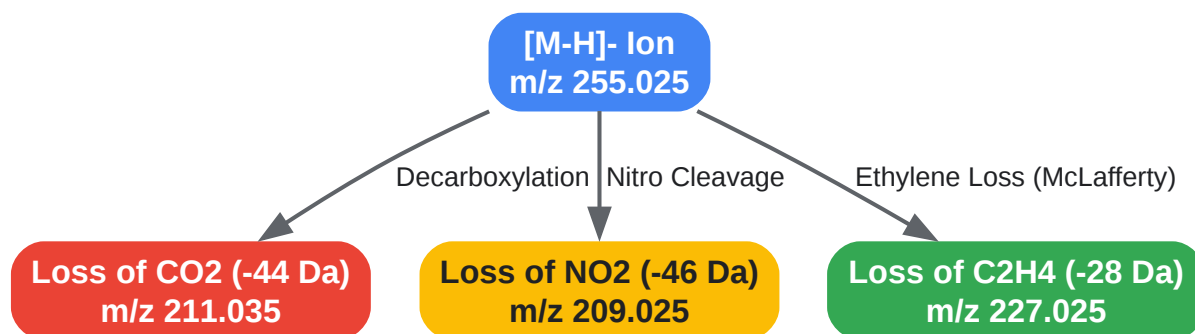 [M-H]- Ion
m/z 255.025
Decarboxylation
Nitro Cleavage
Ethylene Loss (McLafferty)
Loss of CO2 (-44 Da)
m/z 211.035
Loss of NO2 (-46 Da)
m/z 209.025
Loss of C2H4 (-28 Da)
m/z 227.025